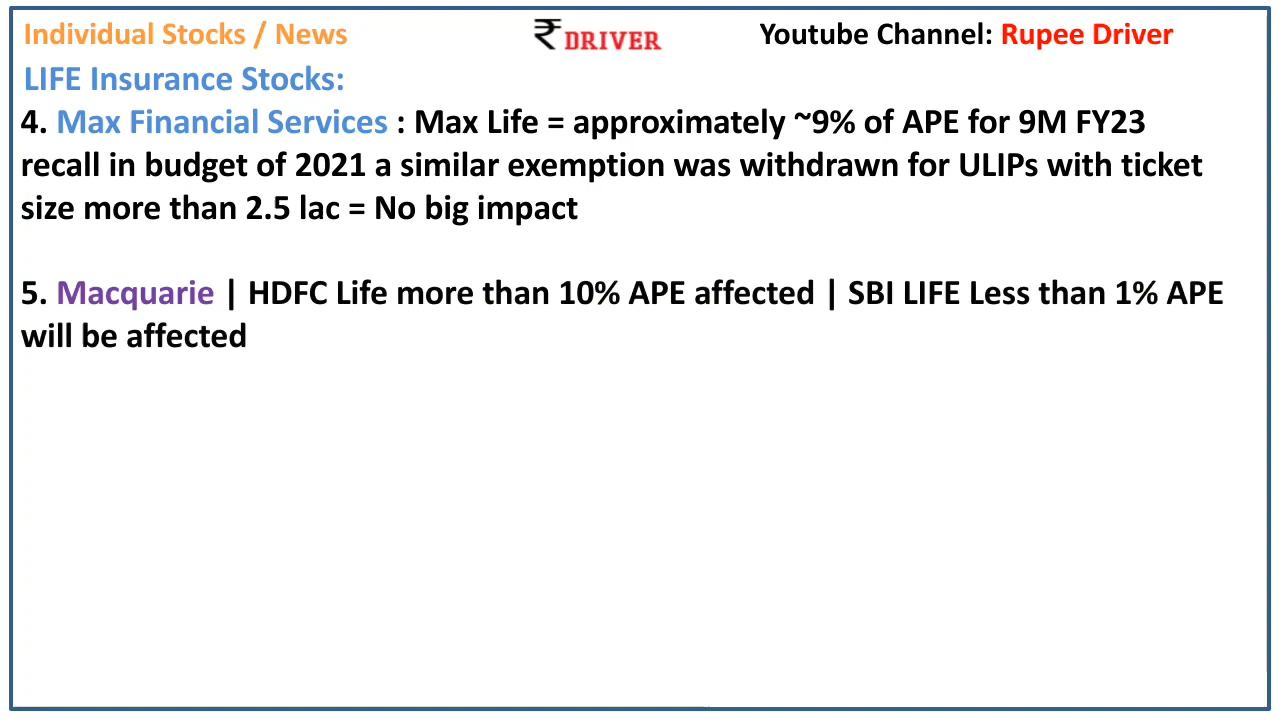 Individual Stocks / News
₹ DRIVER
Youtube Channel: Rupee Driver
LIFE Insurance Stocks:
4. Max Financial Services : Max Life = approximately ~9% of APE for 9M FY23
recall in budget of 2021 a similar exemption was withdrawn for ULIPs with ticket
size more than 2.5 lac = No big impact
5. Macquarie | HDFC Life more than 10% APE affected | SBI LIFE Less than 1% APE
will be affected